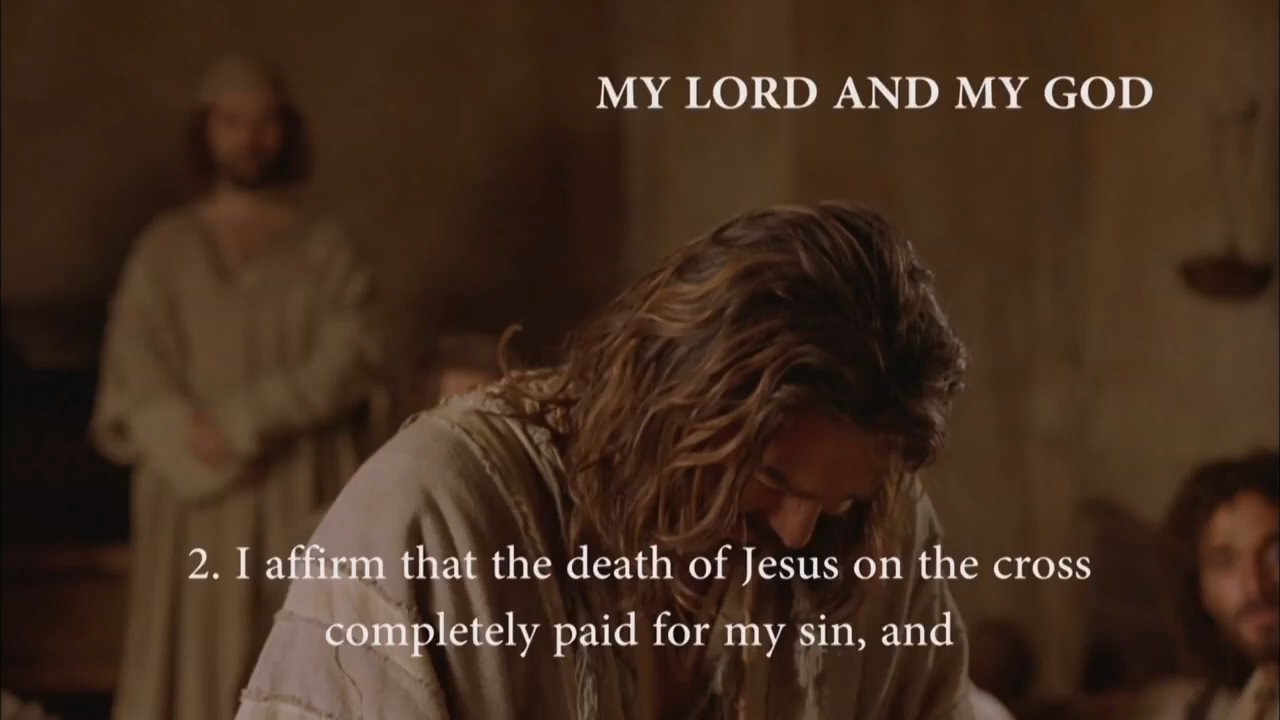 MY LORD AND MY GOD
2. I affirm that the death of Jesus on the cross
completely paid for my sin, and